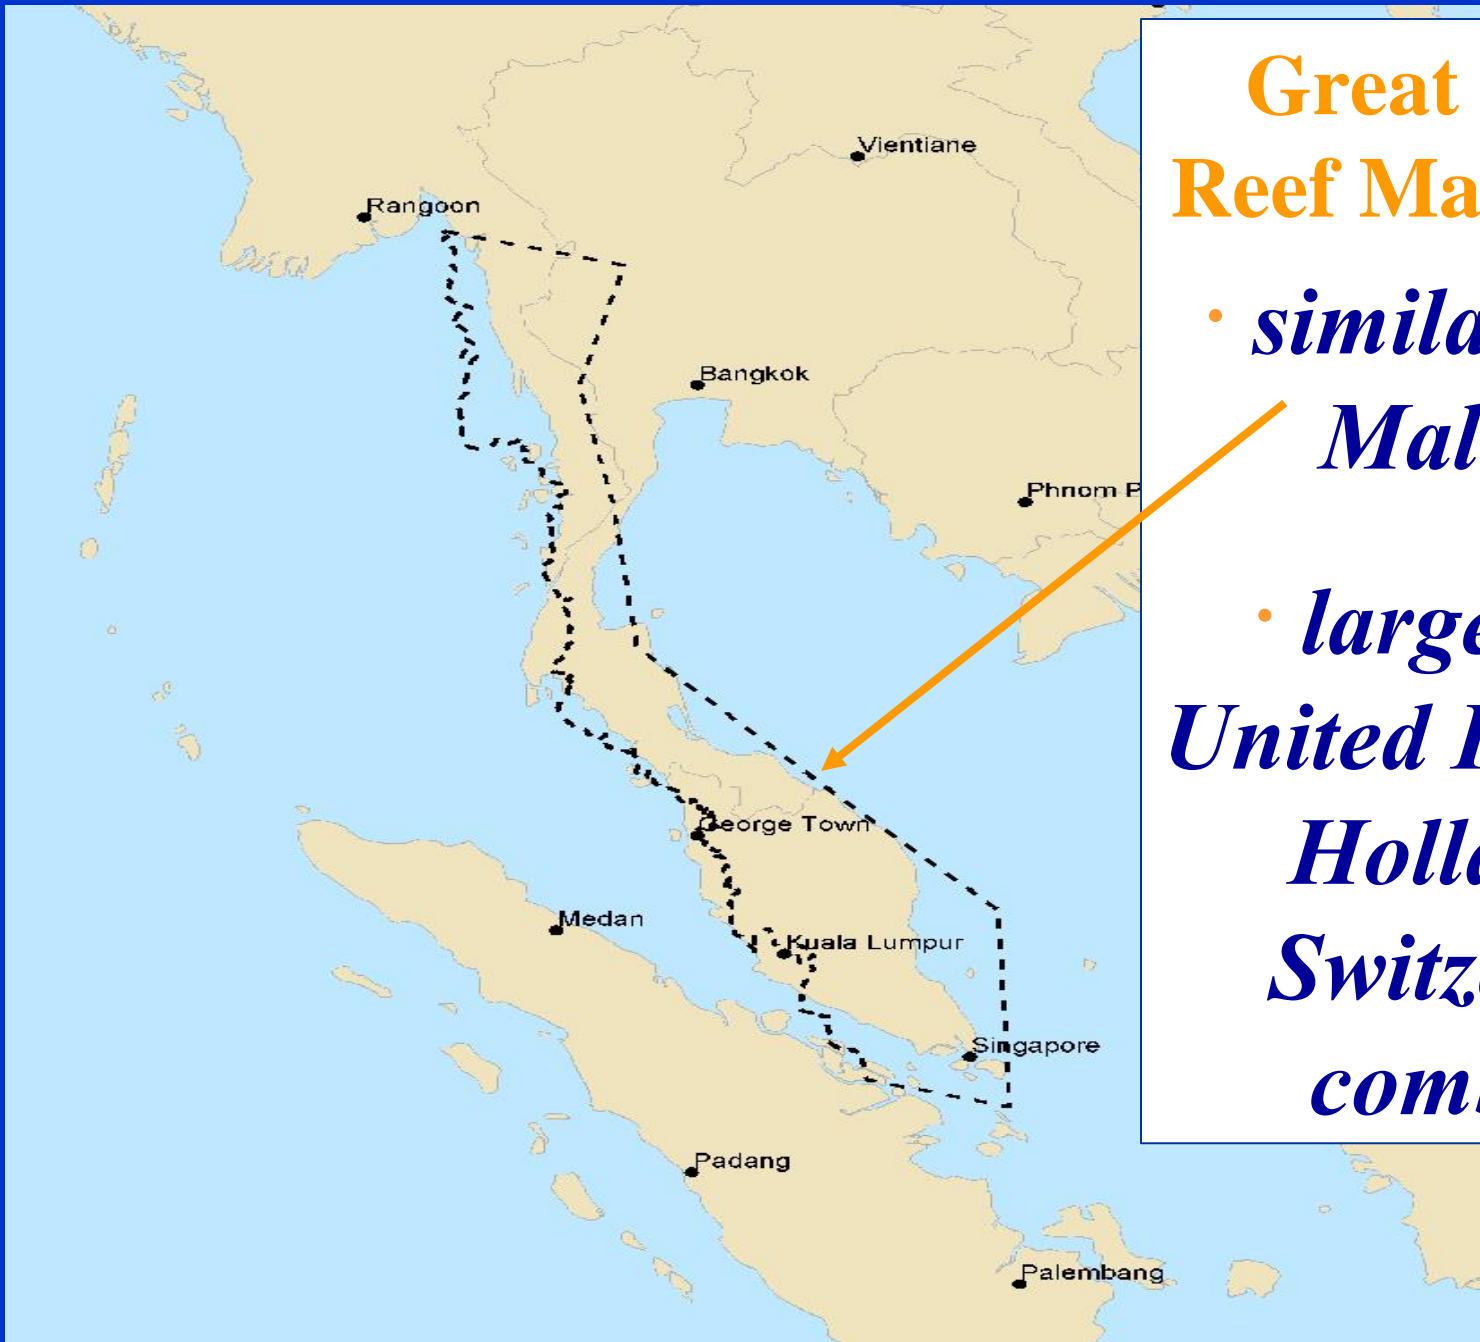 Great
Reef Ma
· simila
Mal
· large
United
Holla
Switz
com
Vientiane
Rangoon
Bangkok
Phnom P
George Town
Medan
Kuala Lumpur
Singapore
Padang
Palembang